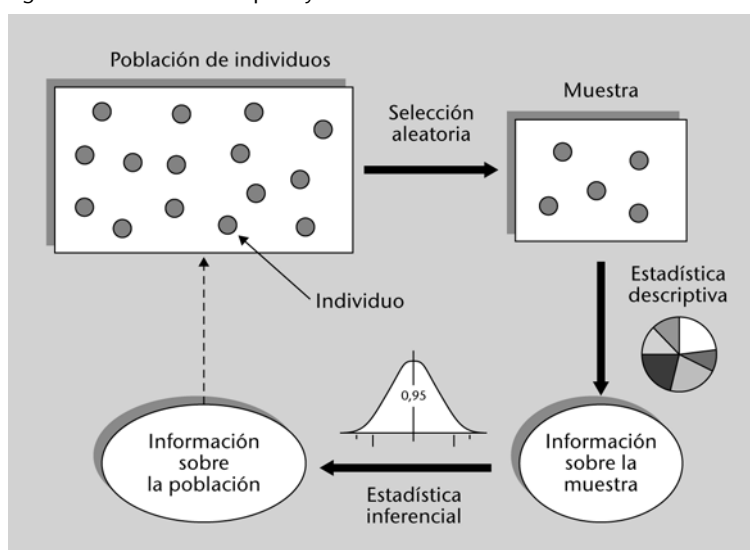 Población de individuos
Selección
aleatoria
Muestra
Individuo
Estadística
descriptiva
0,95
Información
sobre
la población
Estadística
inferencial
Información
sobre la
muestra